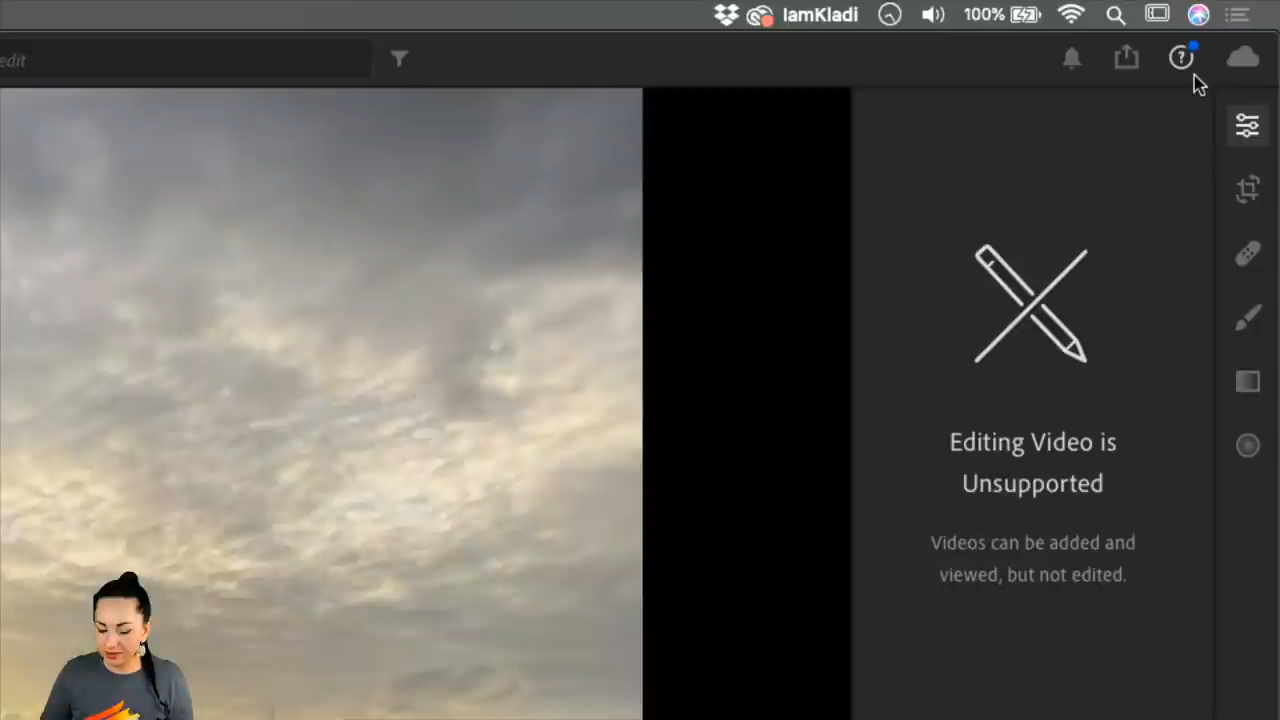 IamKladi
100%
edit
?
Editing Video is
Unsupported
Videos can be added and
viewed, but not edited.